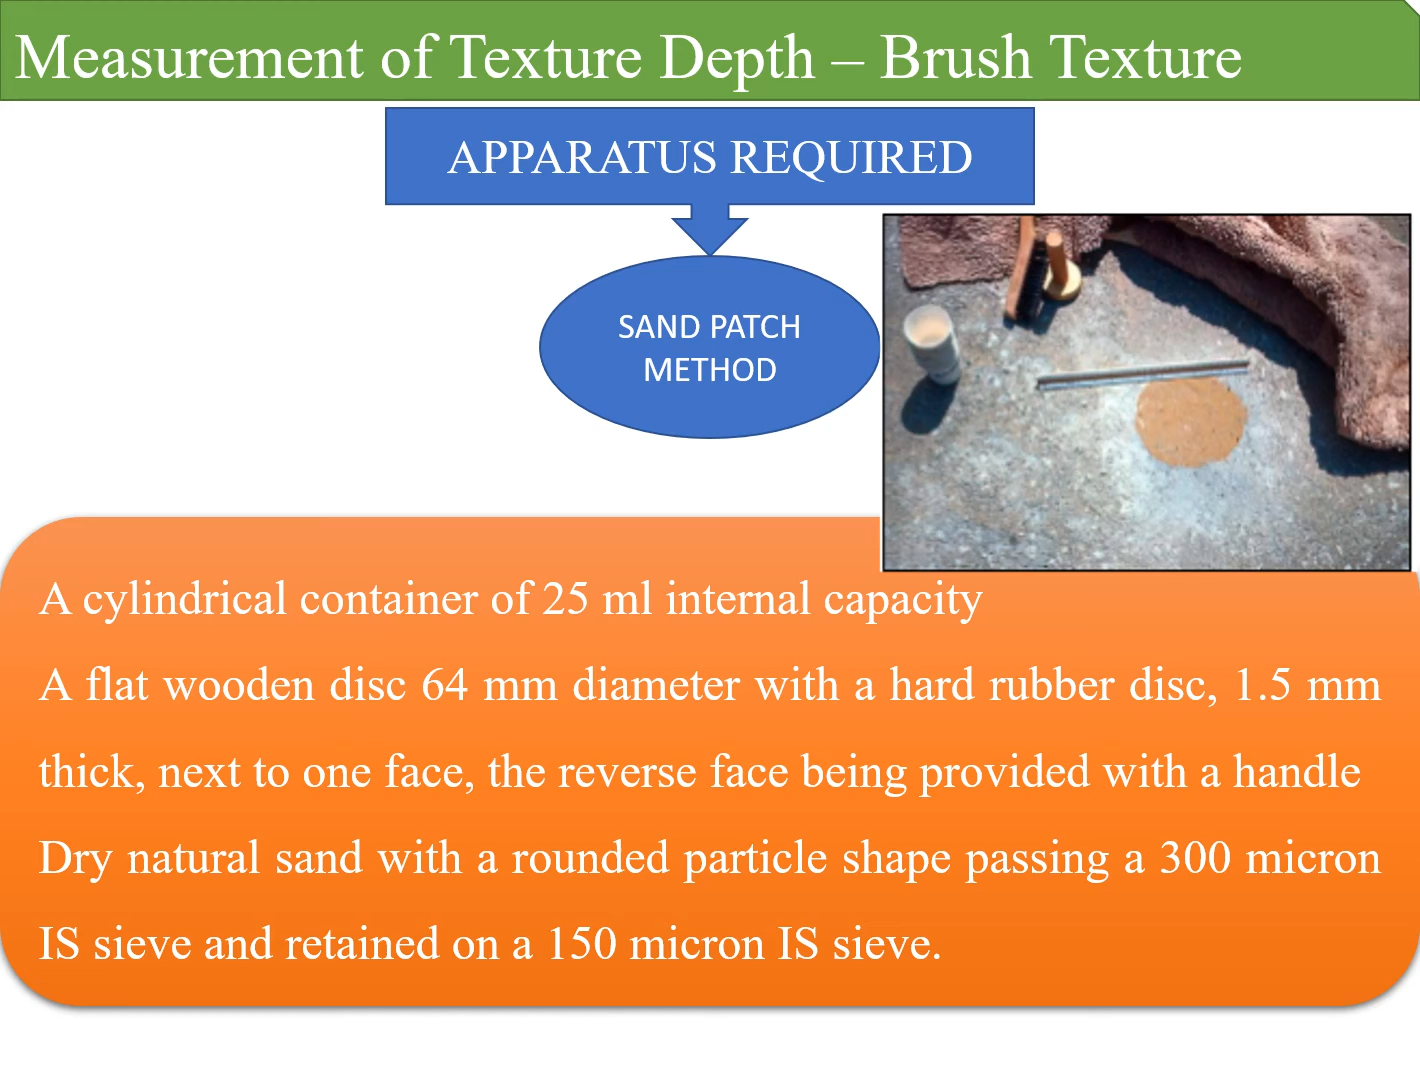 Measurement of Texture Depth – Brush Texture
APPARATUS REQUIRED
SAND PATCH
METHOD
A cylindrical container of 25 ml internal capacity
A flat wooden disc 64 mm diameter with a hard rubber disc, 1.5 mm
thick, next to one face, the reverse face being provided with a handle
Dry natural sand with a rounded particle shape passing a 300 micron
IS sieve and retained on a 150 micron IS sieve.